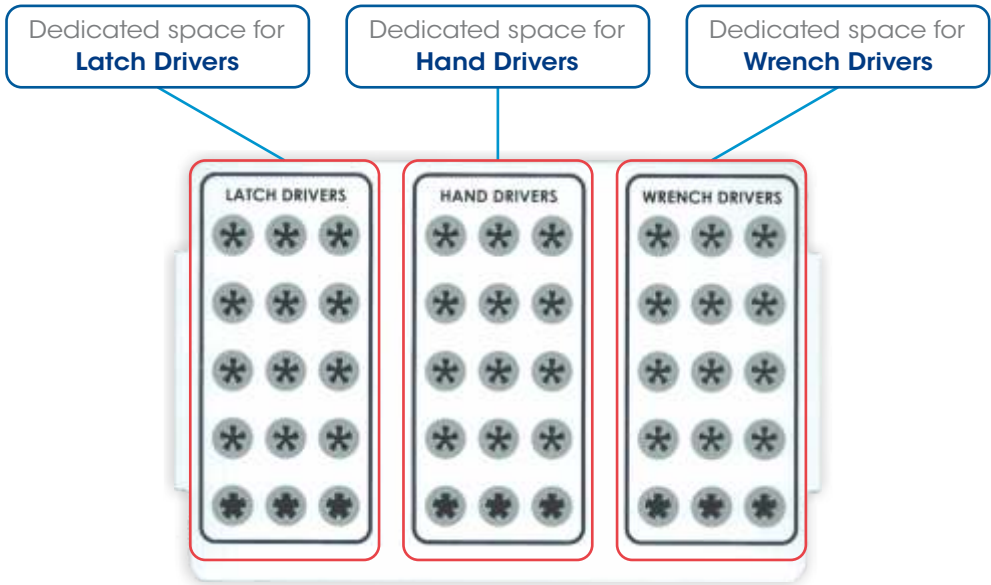 Dedicated space for
Latch Drivers
Dedicated space for
Hand Drivers
Dedicated space for
Wrench Drivers
LATCH DRIVERS
HAND DRIVERS
WRENCH DRIVERS